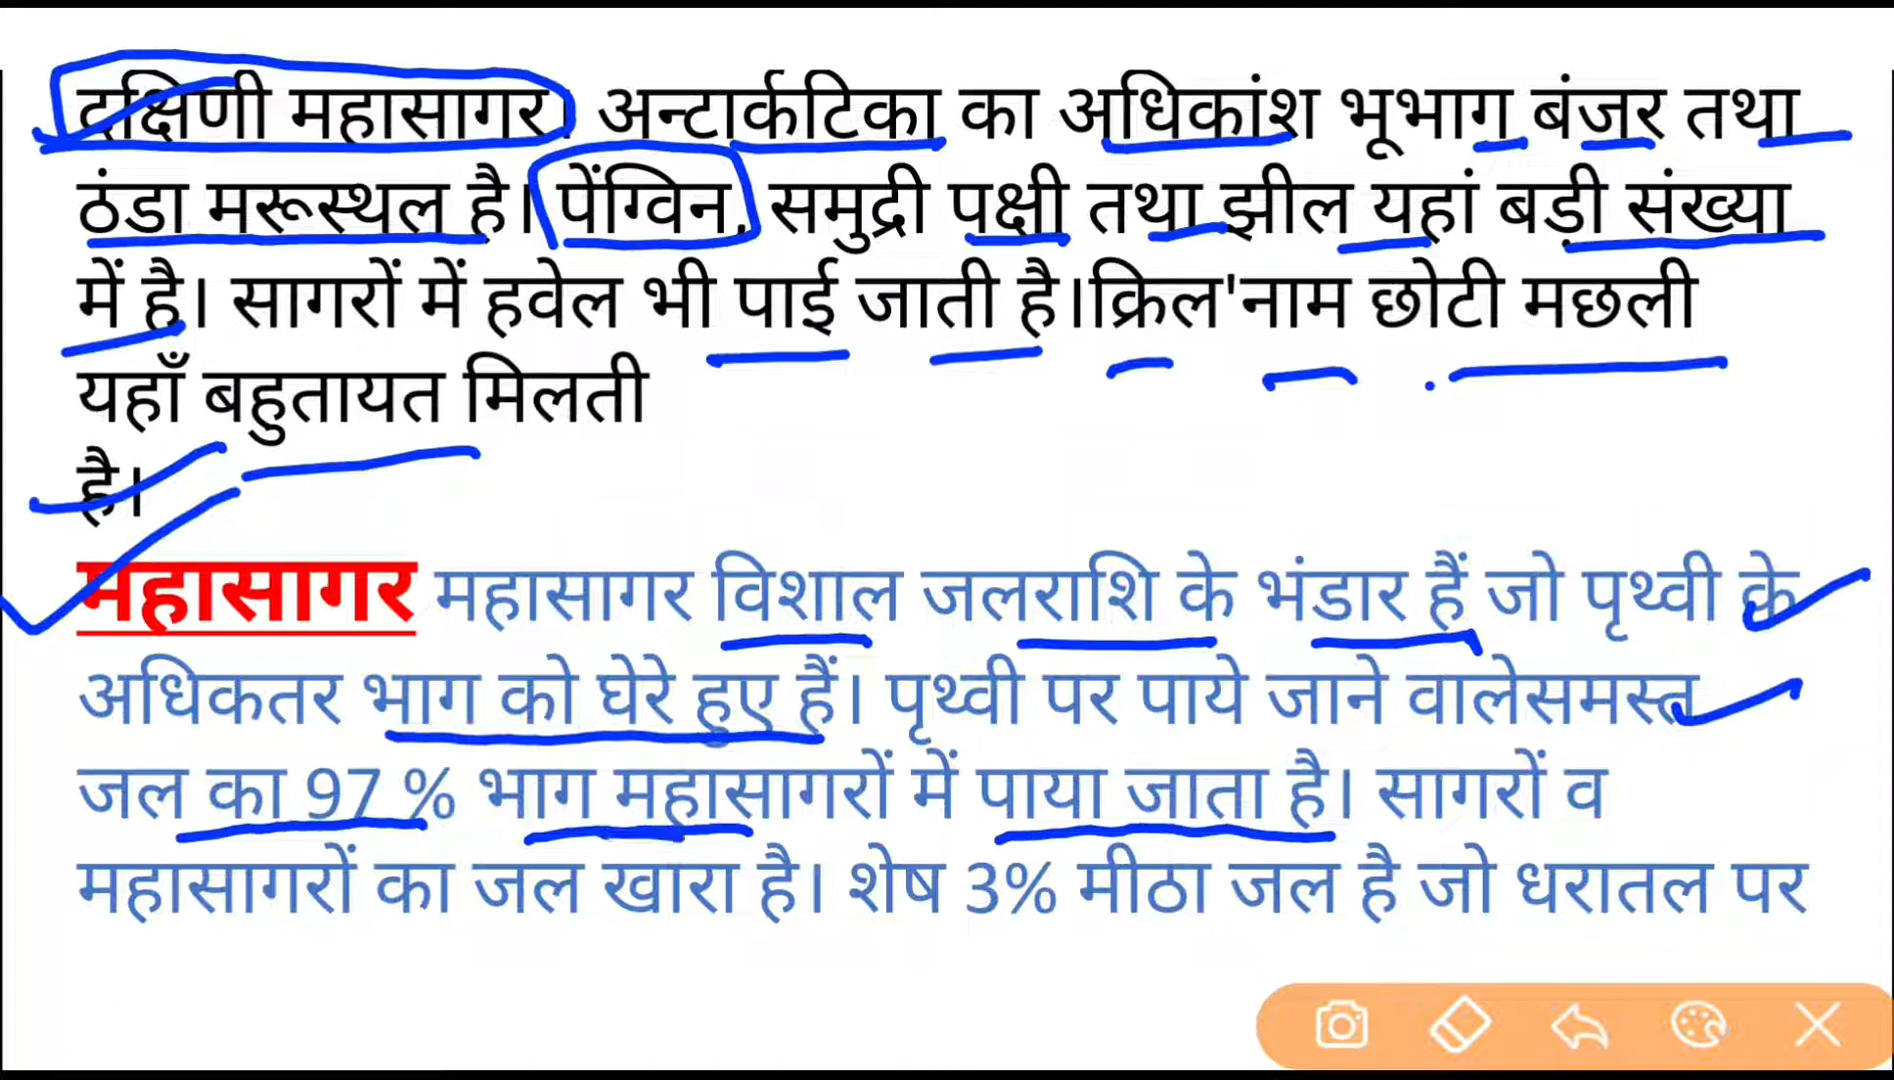 दक्षिणी महासागर। अन्टार्कटिका का अधिकांश भूभाग बंजर तथा
ठंडा मरूस्थल है। पेंग्विन, समुद्री पक्षी तथा झील यहां बड़ी संख्या
में है। सागरों में हवेल भी पाई जाती है।क्रिल'नाम छोटी मछली
यहाँ बहुतायत मिलती
है।
महासागर महासागर विशाल जलराशि के भंडार हैं जो पृथ्वी के
अधिकतर भाग को घेरे हुए हैं। पृथ्वी पर पाये जाने वालेसमस्त
जल का 97 % भाग महासागरों में पाया जाता है। सागरों व
महासागरों का जल खारा है। शेष 3% मीठा जल है जो धरातल पर